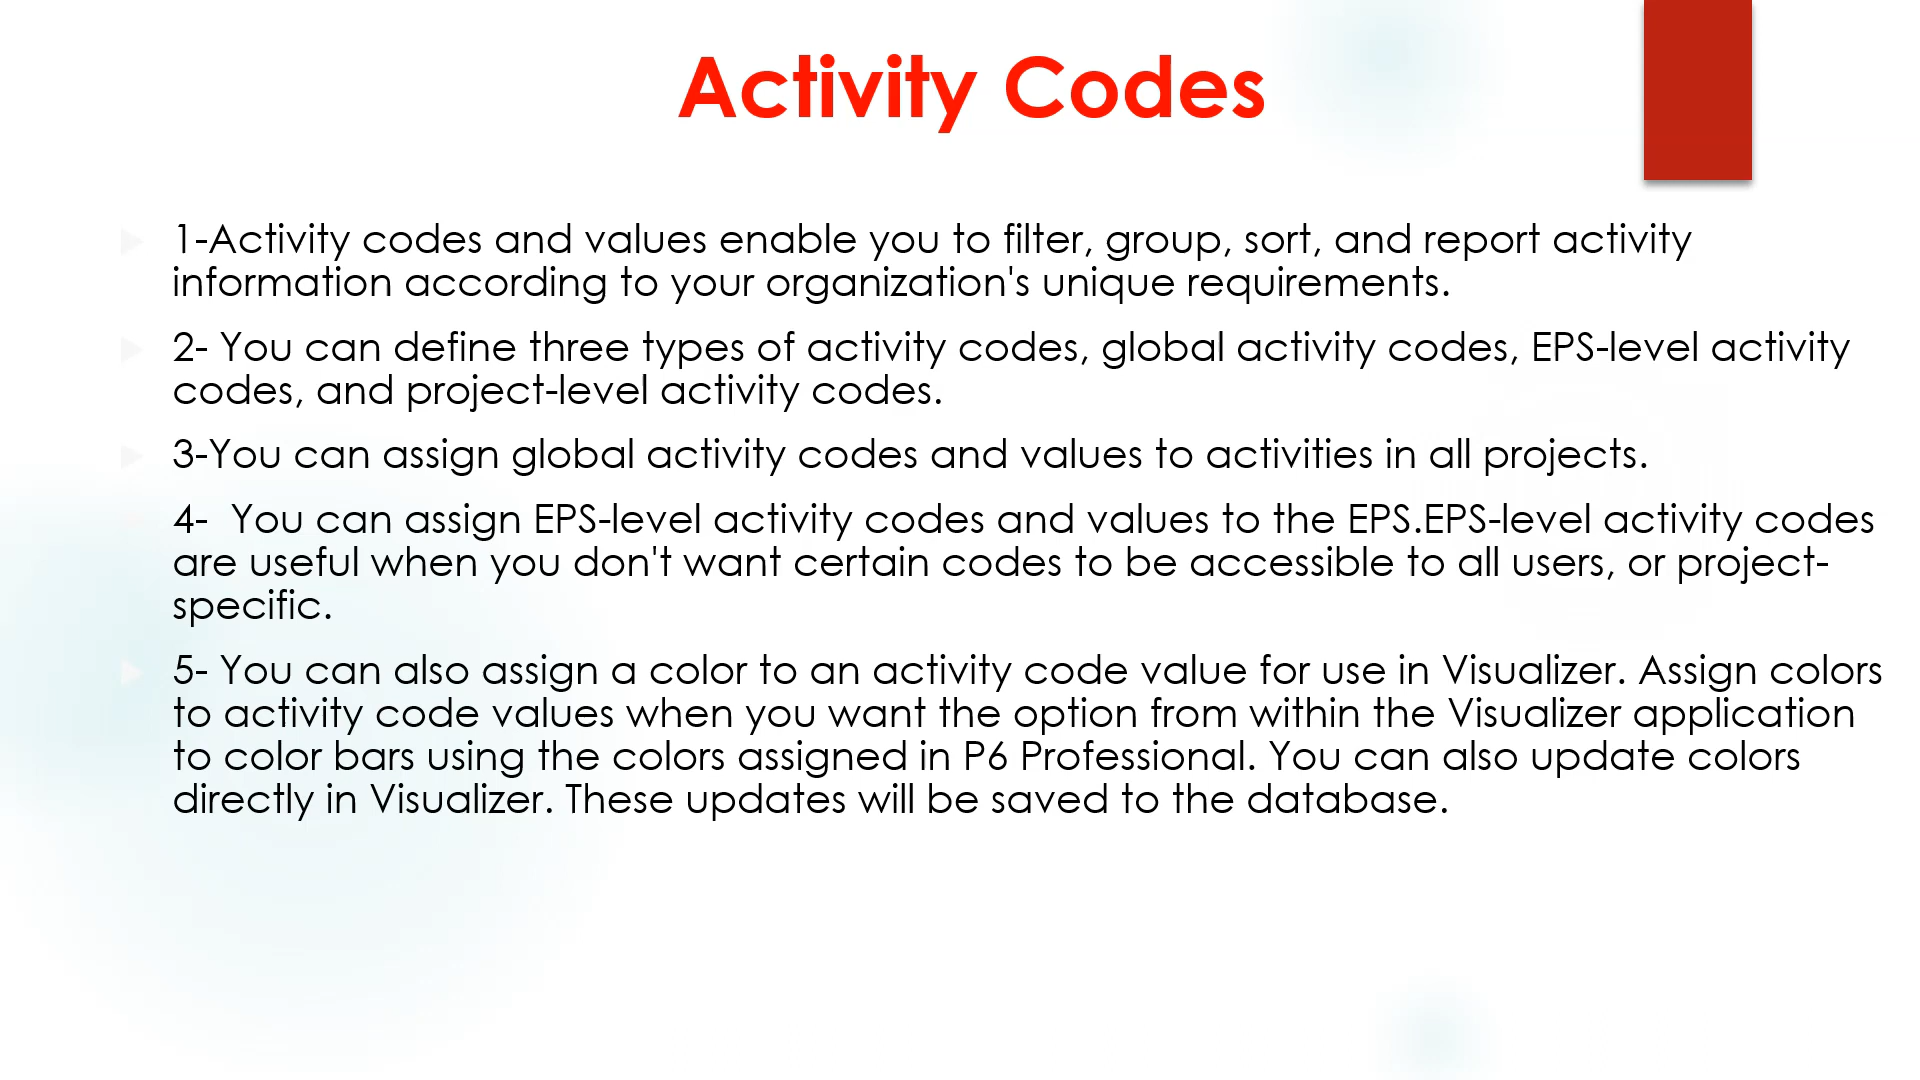 Activity Codes
1-Activity codes and values enable you to filter, group, sort, and report activity
information according to your organization's unique requirements.
2- You can define three types of activity codes, global activity codes, EPS-level activity
codes, and project-level activity codes.
3-You can assign global activity codes and values to activities in all projects.
4-  You can assign EPS-level activity codes and values to the EPS.EPS-level activity codes
are useful when you don't want certain codes to be accessible to all users, or project-
specific.
5- You can also assign a color to an activity code value for use in Visualizer. Assign colors
to activity code values when you want the option from within the Visualizer application
to color bars using the colors assigned in P6 Professional. You can also update colors
directly in Visualizer. These updates will be saved to the database.